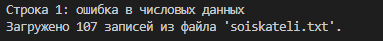 Строка 1: ошибка в числовых данных
Загружено 107 записей из файла 'soiskateli.txt'.